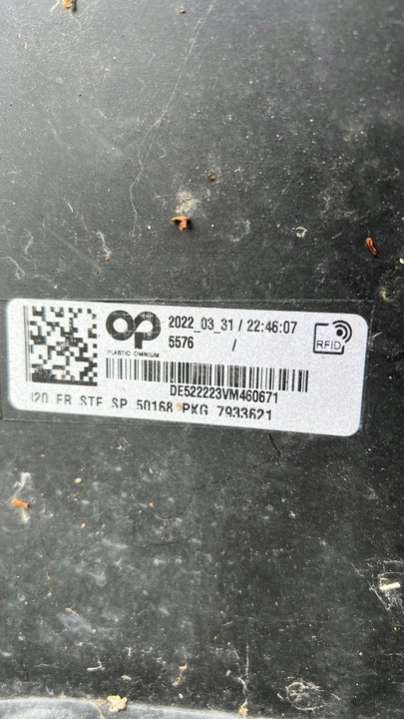 op 2022_03_31 / 22:46:07
5576 /
PLASTIC OMNIUM
RFID
DE522223VM460671
I20 FR STF SP 50168 PKG 7933621